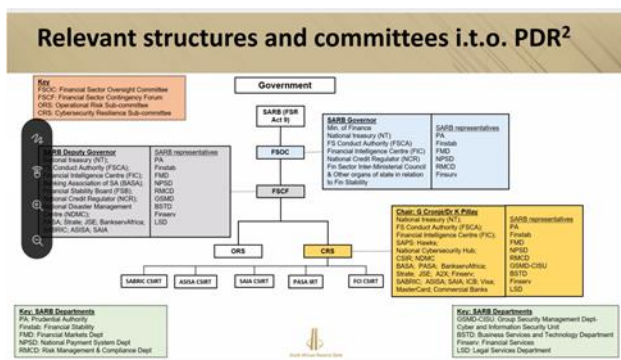 Relevant structures and committees i.t.o. PDR²
Key
FSOC: Financial Sector Oversight Committee
FSCF: Financial Sector Contingency Forum
ORS: Operational Risk Sub-committee
CRS: Cybersecurity Resilience Sub-committee
Government
SARB (FSR
Act 9)
FSOC
FSCF
ORS
CRS
SARB Governor
Min. of Finance
National treasury (NT)
FS Conduct Authority (FSCA)
Financial Intelligence Centre (FIC)
National Credit Regulator (NCR)
Fin Sector Inter-Ministerial Council
& Other organs of state in relation
to Fin Stability
SARB representatives
PA
Finstab
FMD
NPSD
RMCD
Finserv
SARB Deputy Governor
National treasury (NT);
FS Conduct Authority (FSCA);
Financial Intelligence Centre (FIC);
Banking Association of SA (BASA);
Financial Stability Board (FSB);
National Credit Regulator (NCR);
National Disaster Management
Centre (NDMC);
PASA; Strate; JSE; BankservAfrica;
SABRIC; ASISA; SAIA
SARB representatives
PA
Finstab
FMD
NPSD
RMCD
GSMD
BSTD
Finserv
LSD
Chair: G Cronjé/Dr K Pillay
National Treasury (NT);
FS Conduct Authority (FSCA);
Financial Intelligence Centre (FIC);
SAPS: Hawks;
National Cybersecurity Hub;
CSIR; NDMC
BASA; PASA; BankservAfrica;
Strate; JSE; A2X; Finserv;
SABRIC; ASISA; SAIA; ICB; Visa;
MasterCard; Commercial Banks
SARB representatives
PA
Finstab
FMD
NPSD
RMCD
GSMD-CISU
BSTD
Finserv
LSD
SABRIC CSIRT
ASISA CSIRT
SAIA CSIRT
PASA IRT
FCI CSIRT
Key: SARB Departments
PA: Prudential Authority
Finstab: Financial Stability
FMD: Financial Markets Dept
NPSD: National Payment System Dept
RMCD: Risk Management & Compliance Dept
South African Reserve Bank
Key: SARB Departments
GSMD-CISU: Group Security Management Dept-
Cyber and Information Security Unit
BSTD: Business Services and Technology Department
Finserv: Financial Services
LSD: Legal Services Department